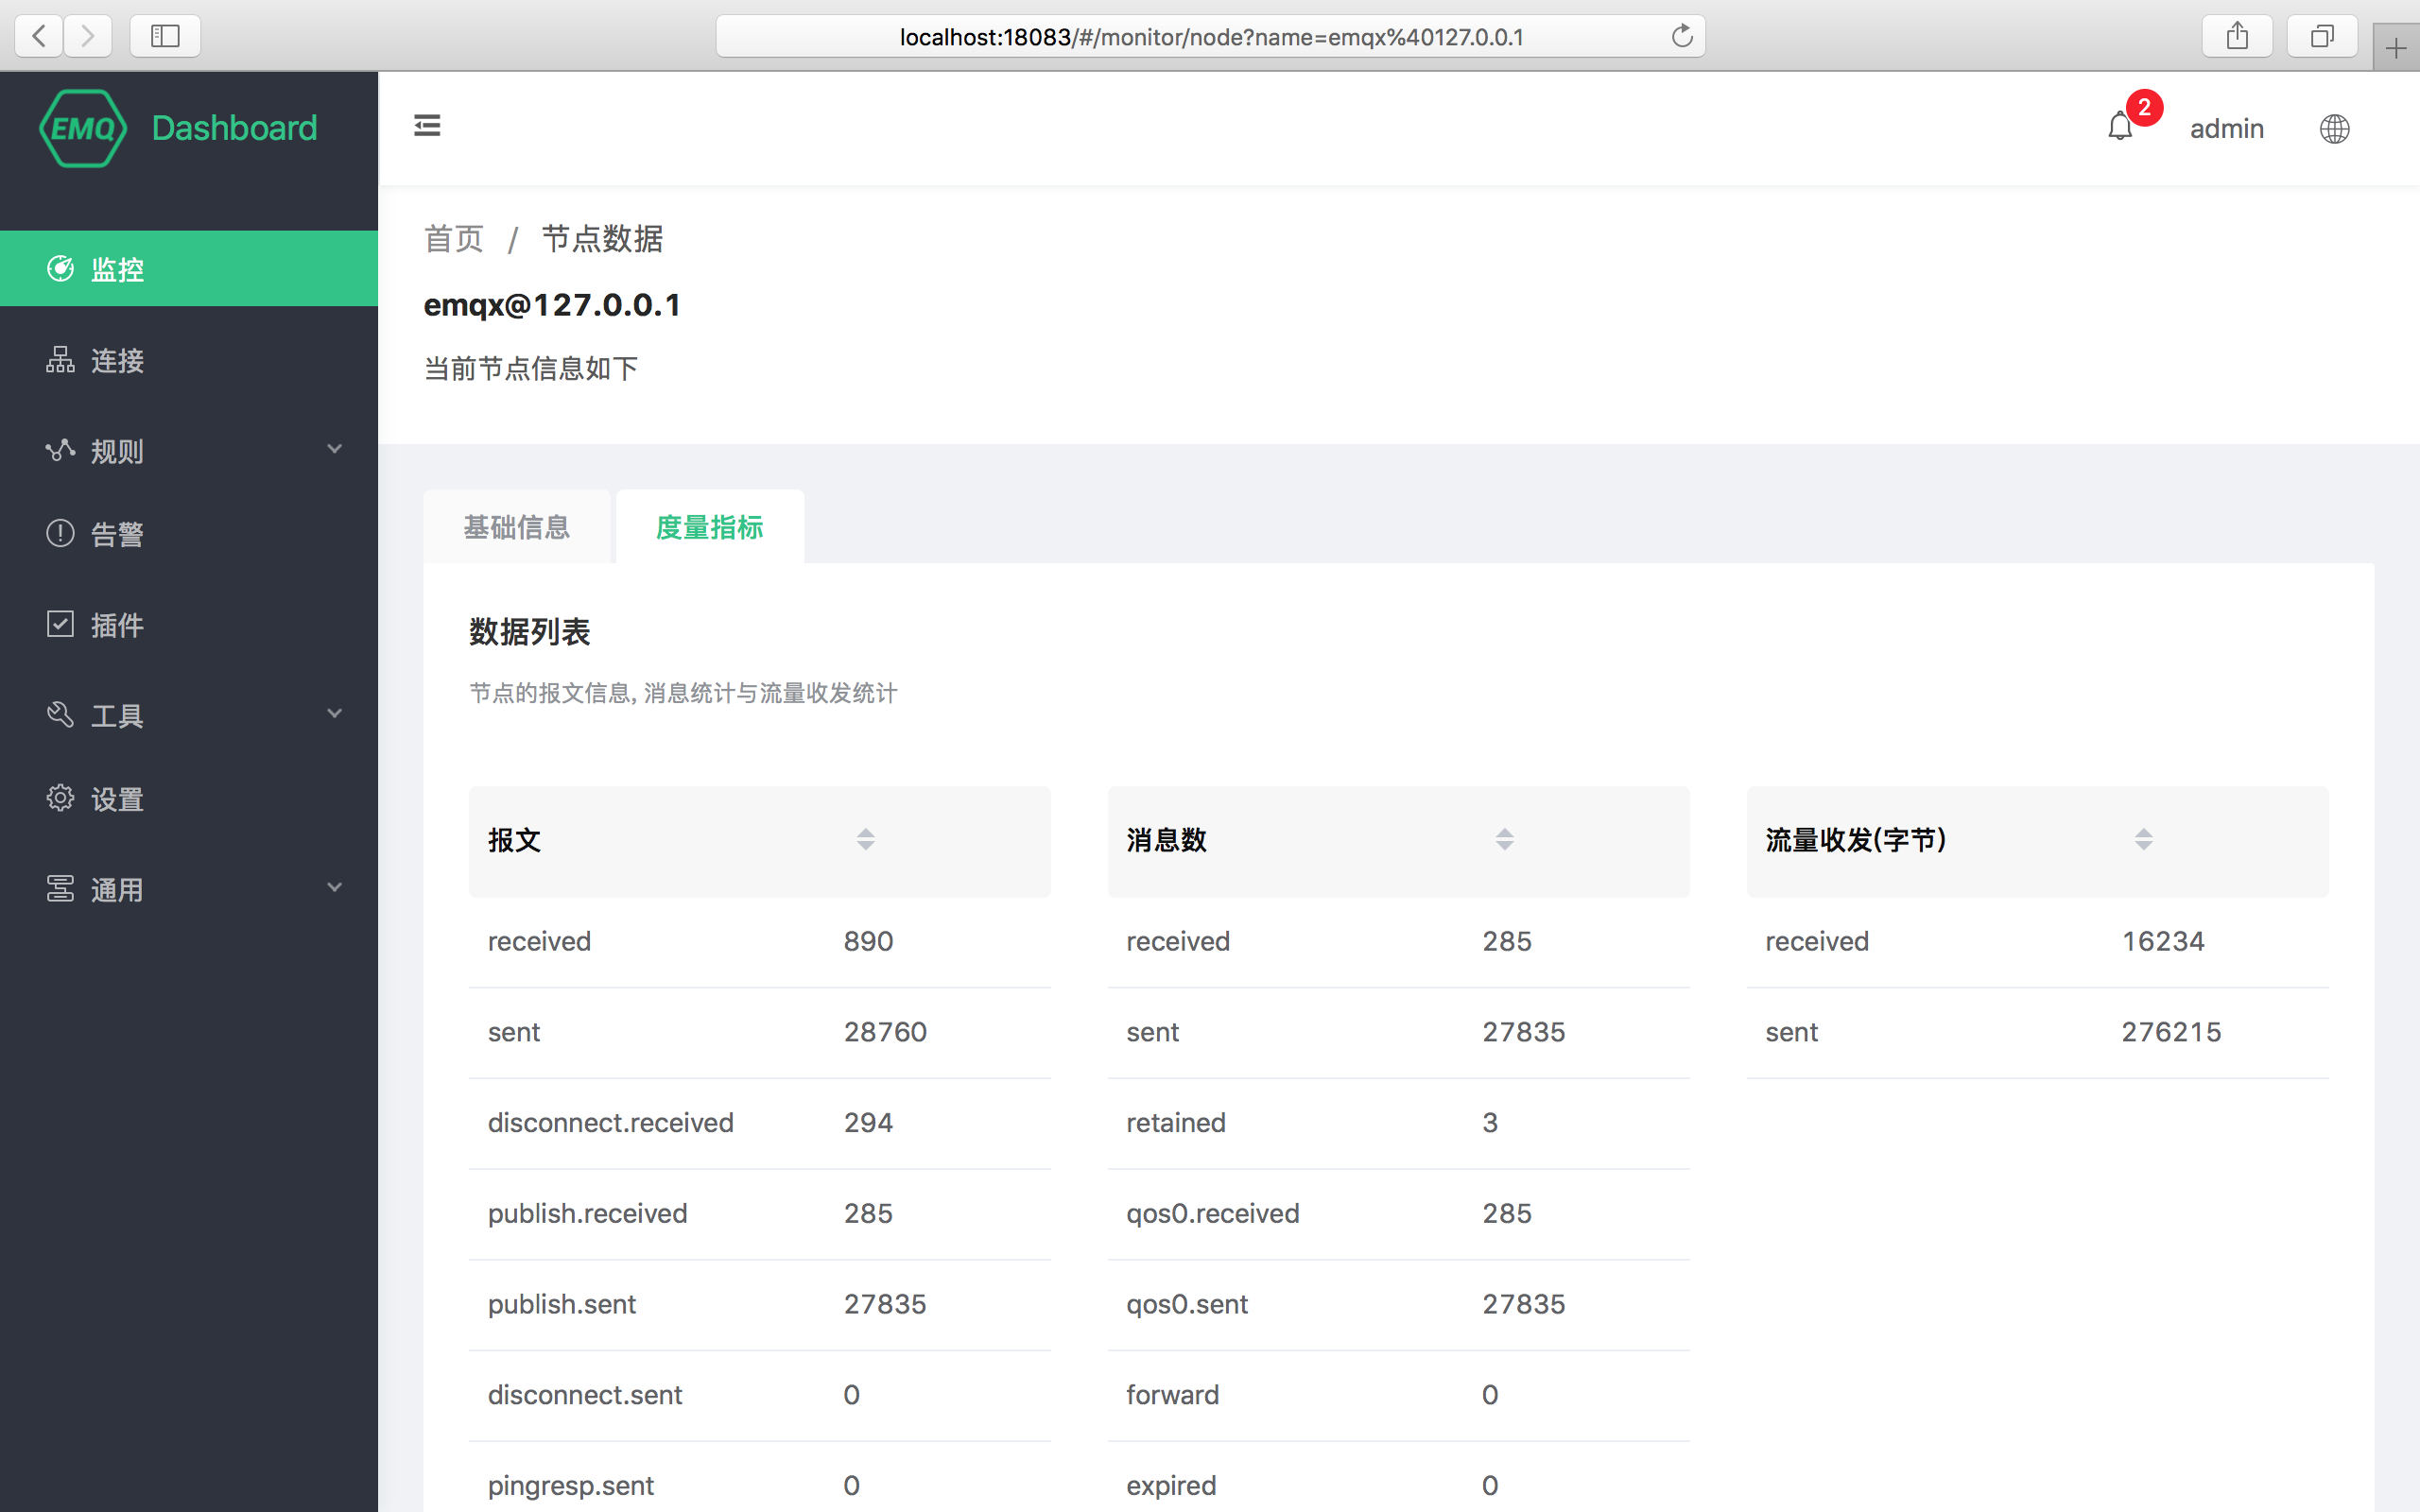 localhost:18083/#/monitor/node?name=emqx%40127.0.0.1
EMQ Dashboard
2
admin
监控
连接
规则
告警
插件
工具
设置
通用
首页 / 节点数据
emqx@127.0.0.1
当前节点信息如下
基础信息 度量指标
数据列表
节点的报文信息, 消息统计与流量收发统计
报文
received 890
sent 28760
disconnect.received 294
publish.received 285
publish.sent 27835
disconnect.sent 0
pingresp.sent 0
消息数
received 285
sent 27835
retained 3
qos0.received 285
qos0.sent 27835
forward 0
expired 0
流量收发(字节)
received 16234
sent 276215